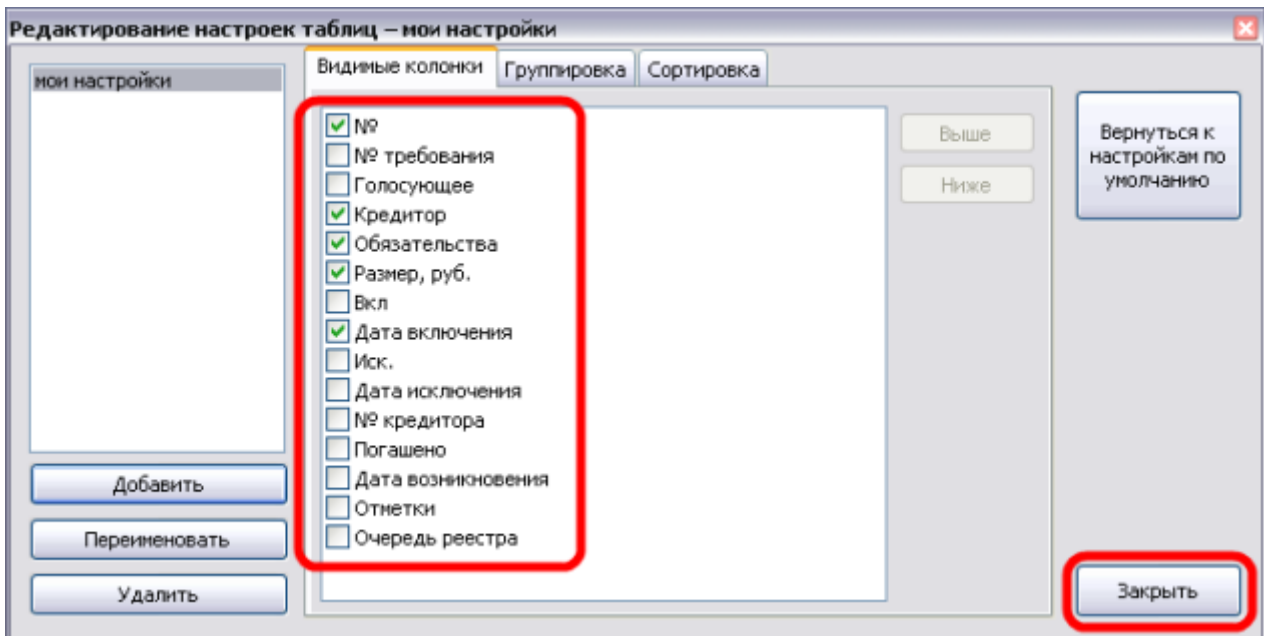 Редактирование настроек таблиц – мои настройки
мои настройки
Видимые колонки
Группировка
Сортировка
№
№ требования
Голосующее
Кредитор
Обязательства
Размер, руб.
Вкл
Дата включения
Иск.
Дата исключения
№ кредитора
Погашено
Дата возникновения
Отметки
Очередь реестра
Выше
Ниже
Вернуться к
настройкам по
умолчанию
Добавить
Переименовать
Удалить
Закрыть